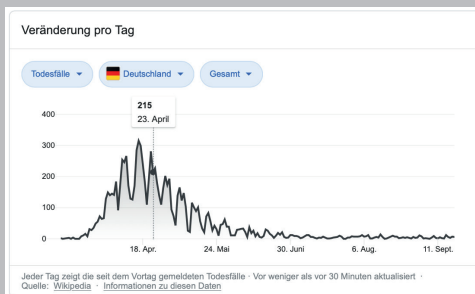 Veränderung pro Tag
Todesfälle Deutschland Gesamt
215
23. April
400
300
200
100
0
18. Apr. 24. Mai 30. Juni 6. Aug. 11. Sept.
Jeder Tag zeigt die seit dem Vortag gemeldeten Todesfälle · Vor weniger als vor 30 Minuten aktualisiert ·
Quelle: Wikipedia · Informationen zu diesen Daten